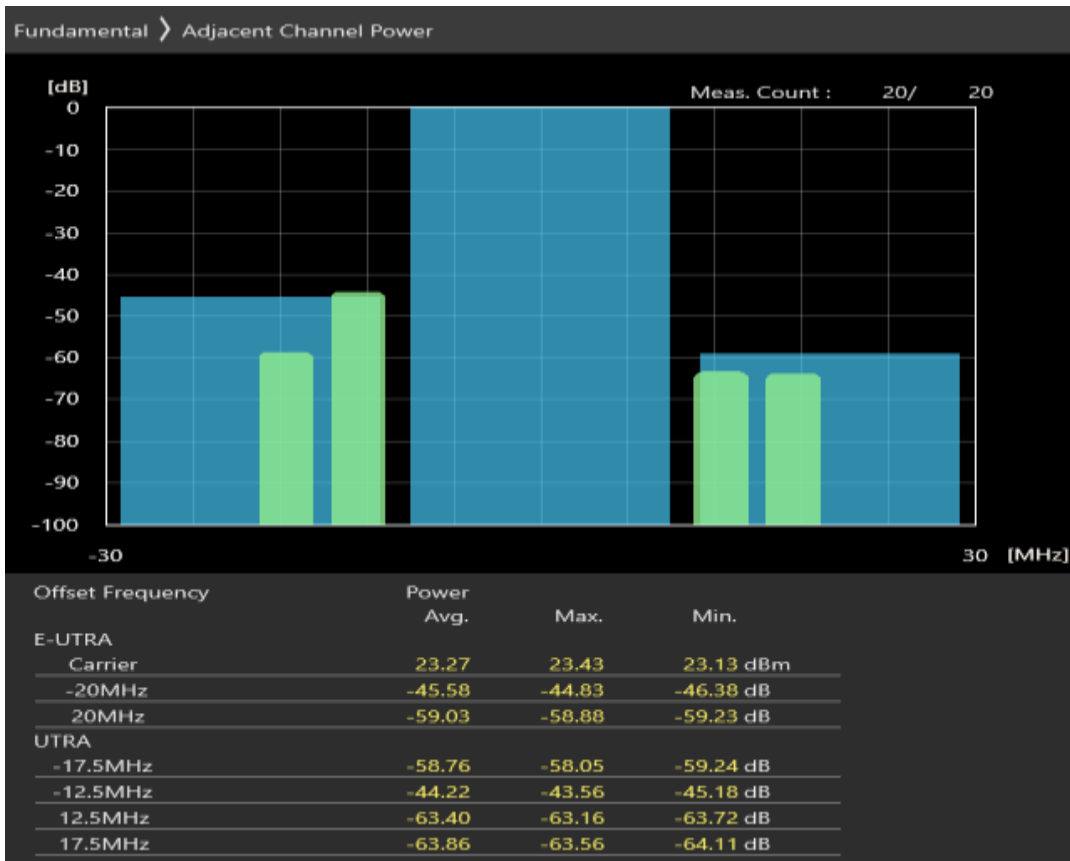 Fundamental ❭ Adjacent Channel Power
[dB]
Meas. Count : 20/ 20
0
-10
-20
-30
-40
-50
-60
-70
-80
-90
-100
-30 30 [MHz]
Offset Frequency Power
Avg. Max. Min.
E-UTRA
Carrier 23.27 23.43 23.13 dBm
-20MHz -45.58 -44.83 -46.38 dB
20MHz -59.03 -58.88 -59.23 dB
UTRA
-17.5MHz -58.76 -58.05 -59.24 dB
-12.5MHz -44.22 -43.56 -45.18 dB
12.5MHz -63.40 -63.16 -63.72 dB
17.5MHz -63.86 -63.56 -64.11 dB